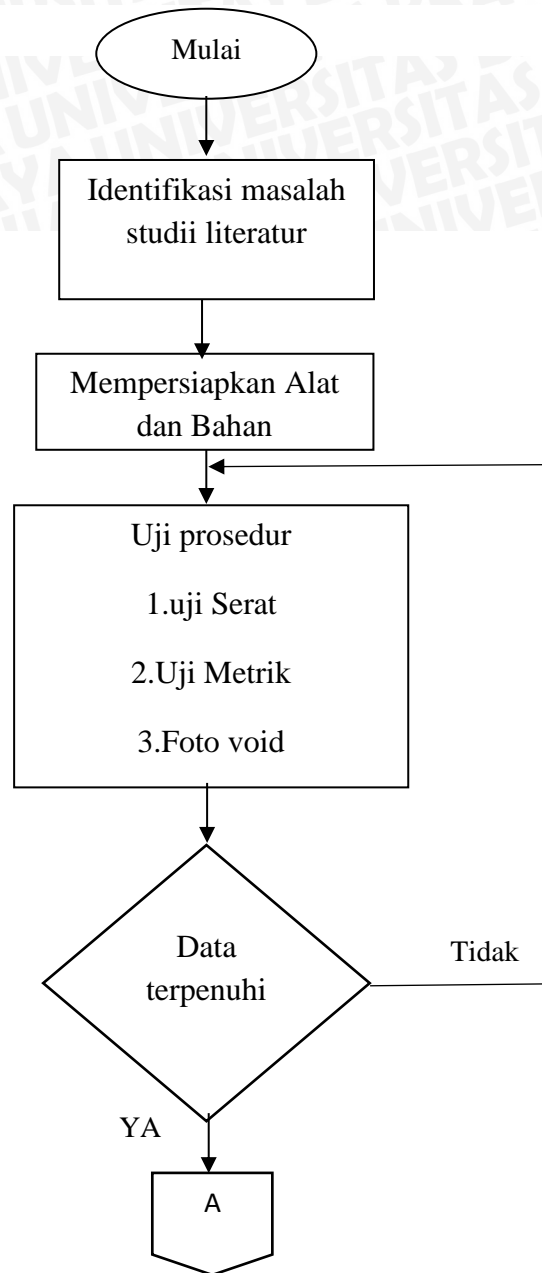 Mulai
Identifikasi masalah
studii literatur
Mempersiapkan Alat
dan Bahan
Uji prosedur
1.uji Serat
2.Uji Metrik
3.Foto void
Data
terpenuhi
Tidak
YA
A